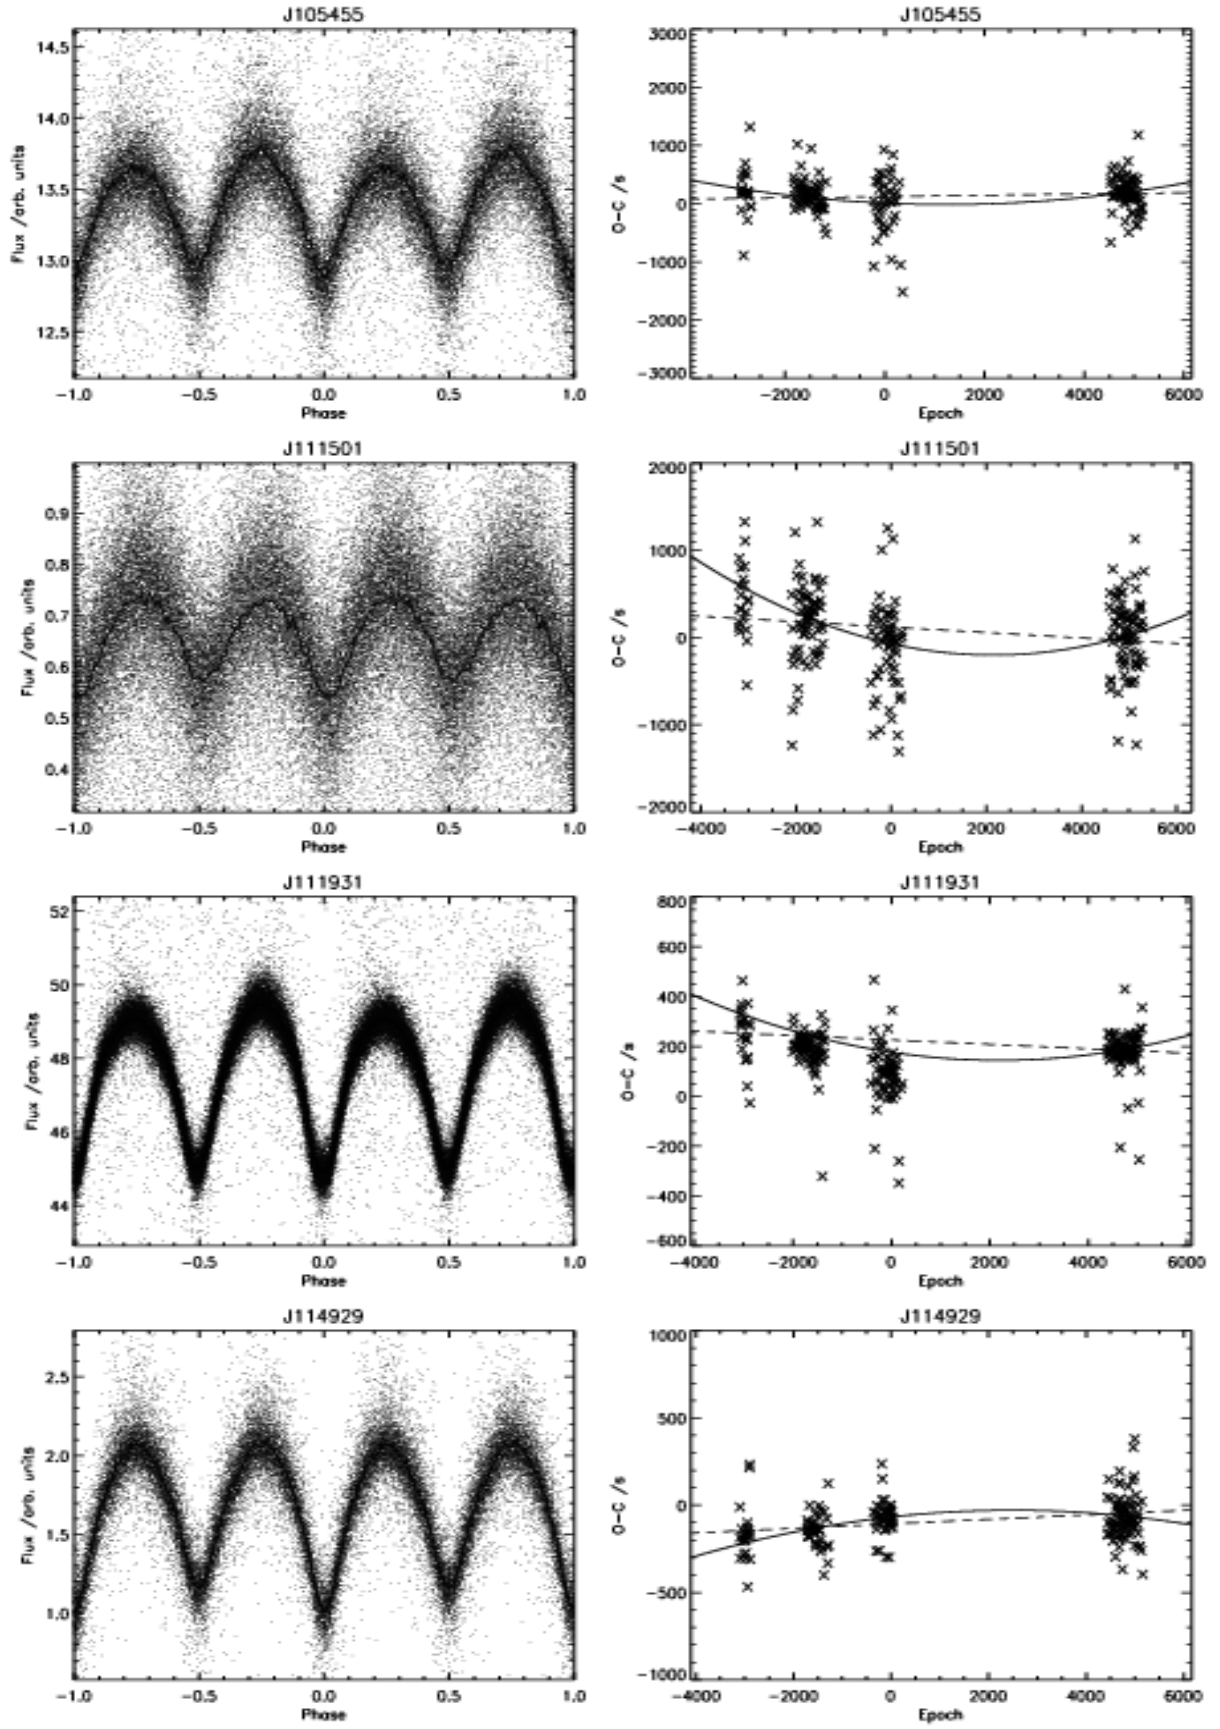 J105455
14.5
14.0
13.5
13.0
12.5
Flux /arb. units
-1.0 -0.5 0.0 0.5 1.0
Phase
J105455
3000
2000
1000
0
-1000
-2000
-3000
O-C /s
-2000 0 2000 4000 6000
Epoch
J111501
0.9
0.8
0.7
0.6
0.5
0.4
Flux /arb. units
-1.0 -0.5 0.0 0.5 1.0
Phase
J111501
2000
1000
0
-1000
-2000
O-C /s
-4000 -2000 0 2000 4000 6000
Epoch
J111931
52
50
48
46
44
Flux /arb. units
-1.0 -0.5 0.0 0.5 1.0
Phase
J111931
800
600
400
200
0
-200
-400
-600
O-C /s
-4000 -2000 0 2000 4000 6000
Epoch
J114929
2.5
2.0
1.5
1.0
Flux /arb. units
-1.0 -0.5 0.0 0.5 1.0
Phase
J114929
1000
500
0
-500
-1000
O-C /s
-4000 -2000 0 2000 4000 6000
Epoch